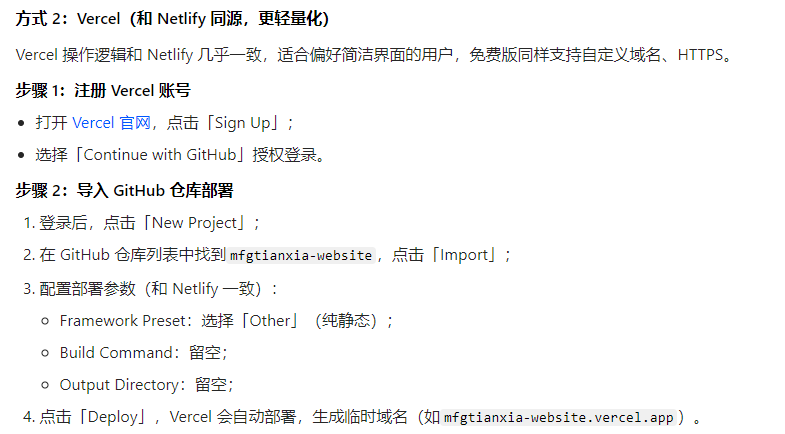 方式 2：Vercel（和 Netlify 同源，更轻量化）
Vercel 操作逻辑和 Netlify 几乎一致，适合偏好简洁界面的用户，免费版同样支持自定义域名、HTTPS。
步骤 1：注册 Vercel 账号
• 打开 Vercel 官网，点击「Sign Up」；
• 选择「Continue with GitHub」授权登录。
步骤 2：导入 GitHub 仓库部署
1. 登录后，点击「New Project」；
2. 在 GitHub 仓库列表中找到 mfgtianxia-website，点击「Import」；
3. 配置部署参数（和 Netlify 一致）：
○ Framework Preset：选择「Other」（纯静态）；
○ Build Command：留空；
○ Output Directory：留空；
4. 点击「Deploy」，Vercel 会自动部署，生成临时域名（如 mfgtianxia-website.vercel.app）。